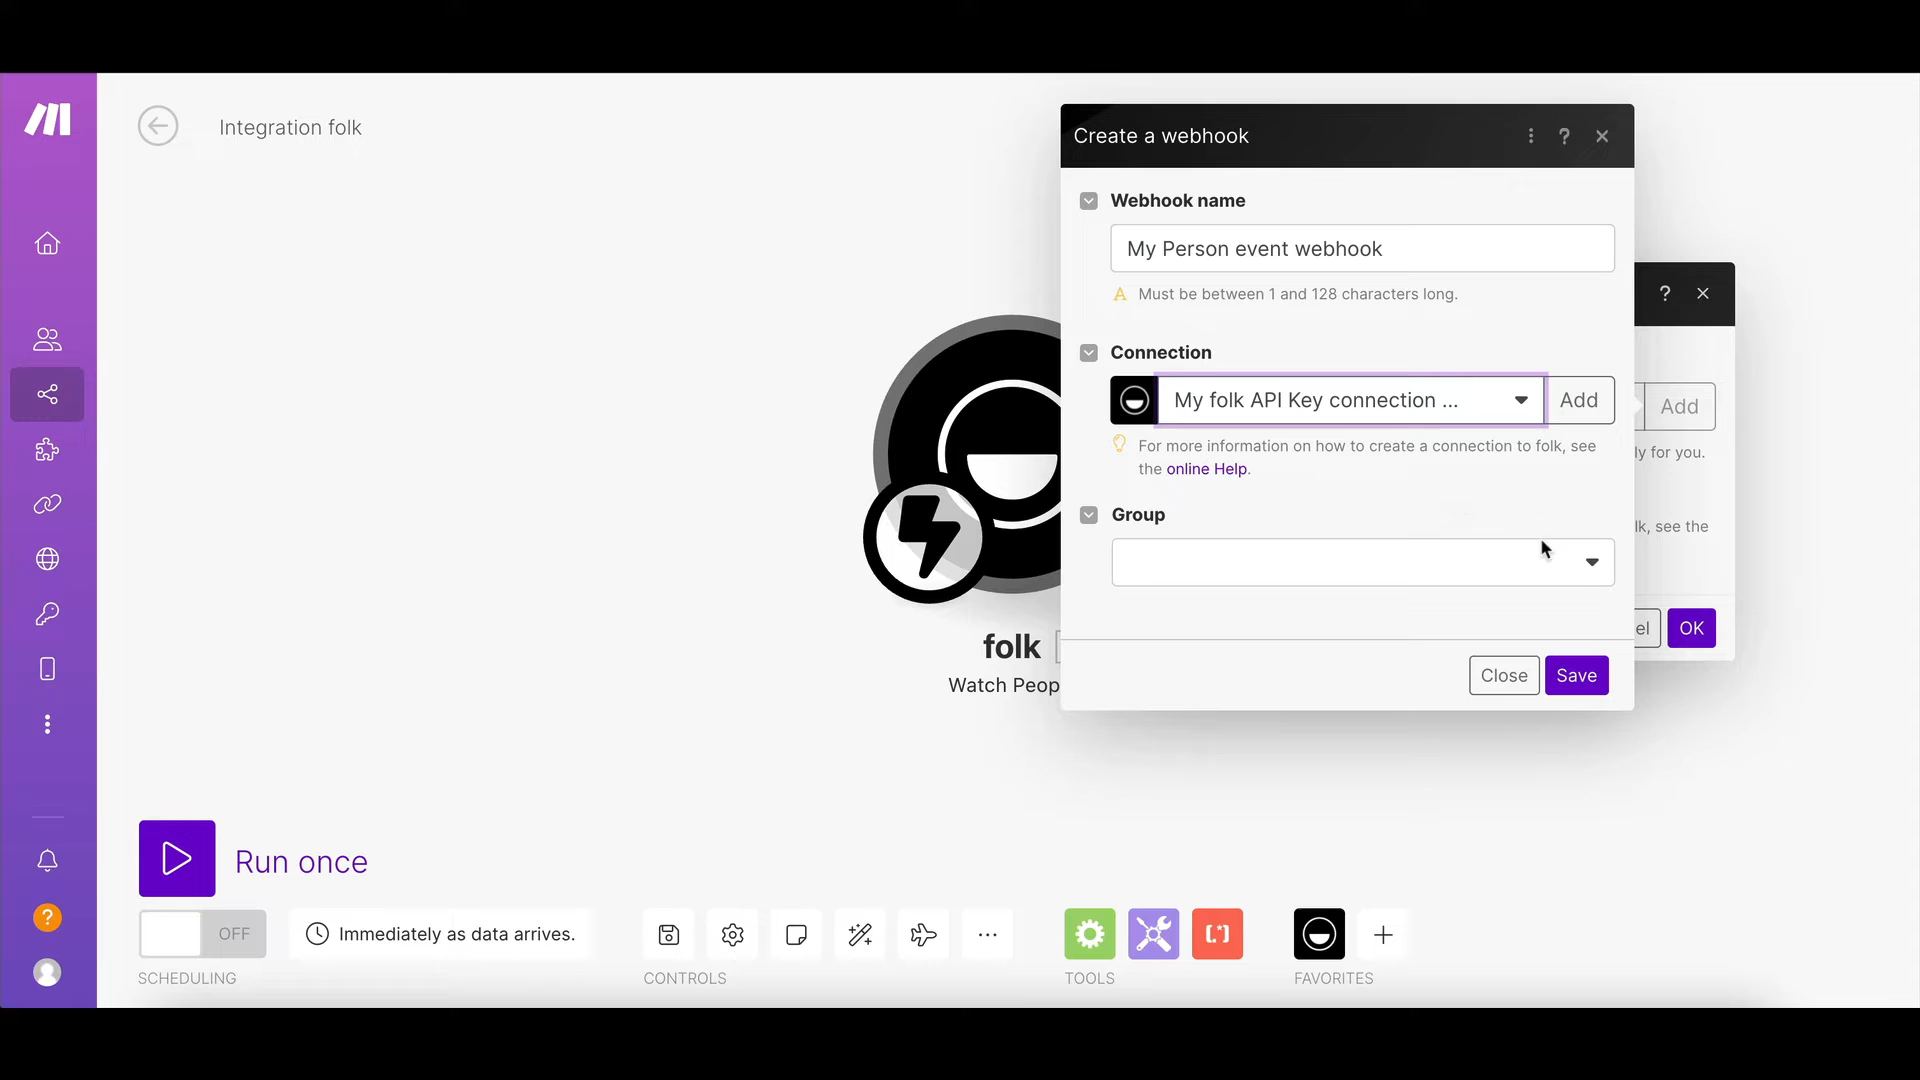 Integration folk
Create a webhook
?
Webhook name
My Person event webhook
Must be between 1 and 128 characters long.
?
Connection
My folk API Key connection ...
Add
Add
For more information on how to create a connection to folk, see
the online Help.
ly for you.
Group
lk, see the
el
OK
folk
Watch Peop
Close
Save
Run once
OFF
Immediately as data arrives.
...
[.*]
SCHEDULING
CONTROLS
TOOLS
FAVORITES
?